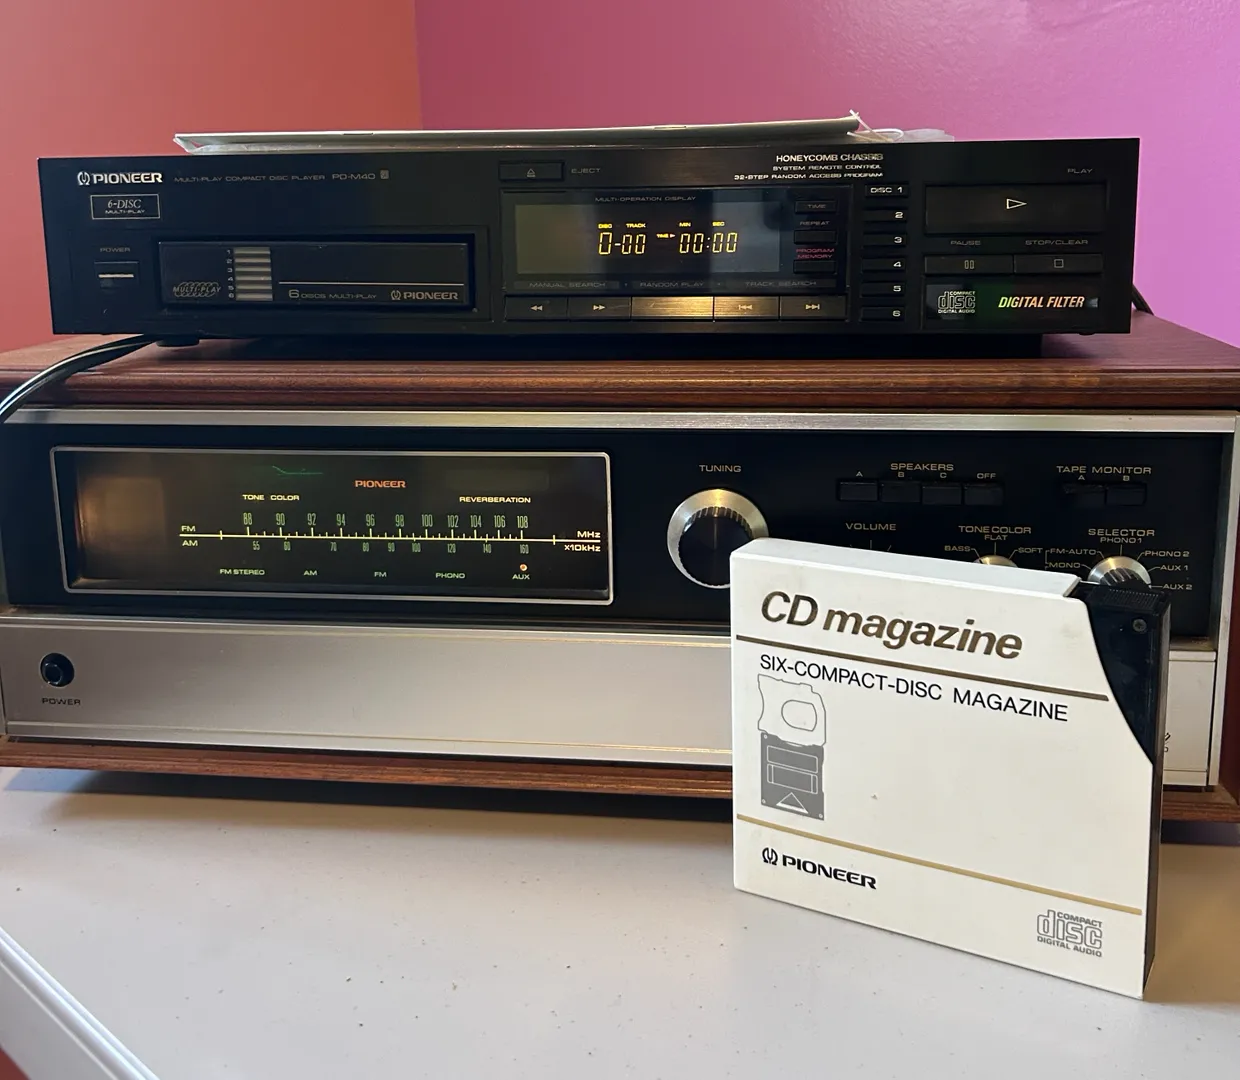 PIONEER MULTI-PLAY COMPACT DISC PLAYER PD-M40
6-DISC
MULTI-PLAY
POWER
1
2
3
4
5
6
MULTI-PLAY
6 DISCS MULTI-PLAY PIONEER
EJECT
HONEYCOMB CHASSIS
SYSTEM REMOTE CONTROL
32-STEP RANDOM ACCESS PROGRAM
MULTI-OPERATION DISPLAY
DISC TRACK MIN SEC
0-00 TIME 00:00
MANUAL SEARCH RANDOM PLAY TRACK SEARCH
TIME
REPEAT
PROGRAM
MEMORY
DISC 1
2
3
4
5
6
PLAY
PAUSE STOP/CLEAR
COMPACT
disc
DIGITAL AUDIO
DIGITAL FILTER
PIONEER
TONE COLOR REVERBERATION
88 90 92 94 96 98 100 102 104 106 108
FM MHz
AM ×10kHz
55 60 70 80 90 100 120 140 160
FM STEREO AM FM PHONO AUX
POWER
TUNING
SPEAKERS
A B C OFF
TAPE MONITOR
A B
VOLUME
TONE COLOR
FLAT
BASS SOFT
SELECTOR
PHONO 1
FM-AUTO PHONO 2
MONO AUX 1
AUX 2
CD magazine
SIX-COMPACT-DISC MAGAZINE
PIONEER
COMPACT
disc
DIGITAL AUDIO